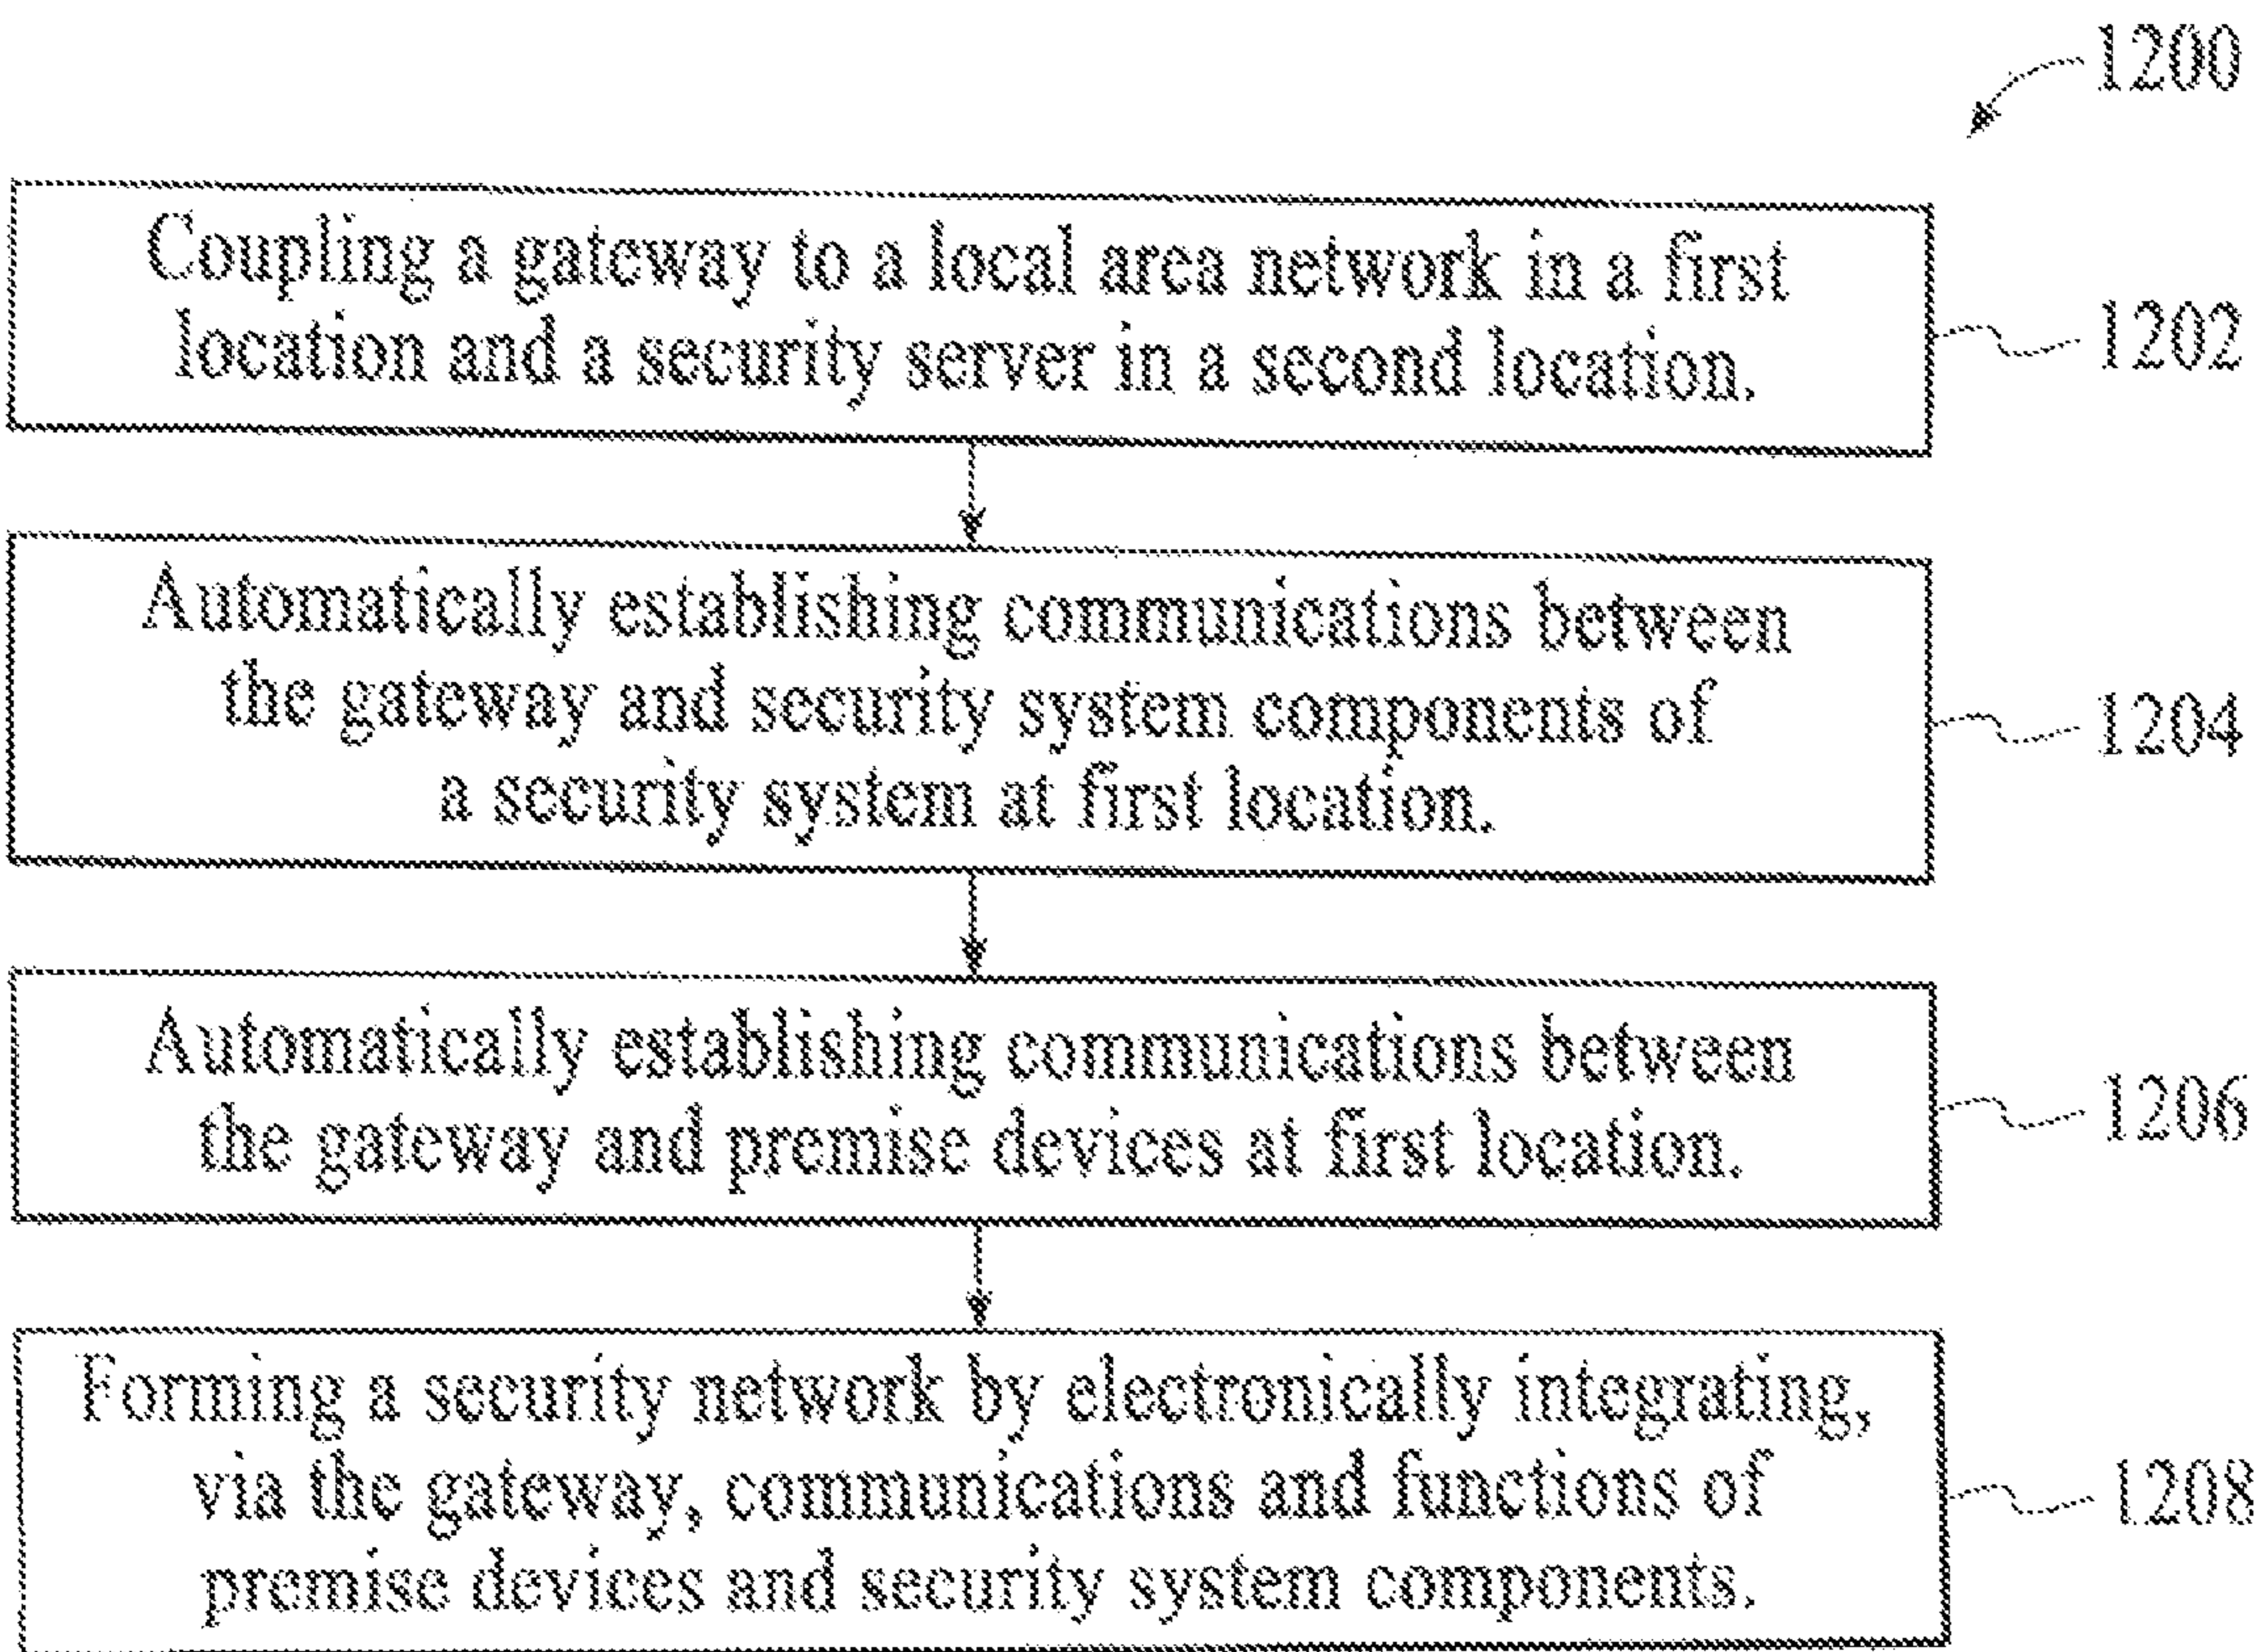 1200
Coupling a gateway to a local area network in a first
location and a security server in a second location.
1202
Automatically establishing communications between
the gateway and security system components of
a security system at first location.
1204
Automatically establishing communications between
the gateway and premise devices at first location.
1206
Forming a security network by electronically integrating,
via the gateway, communications and functions of
premise devices and security system components.
1208